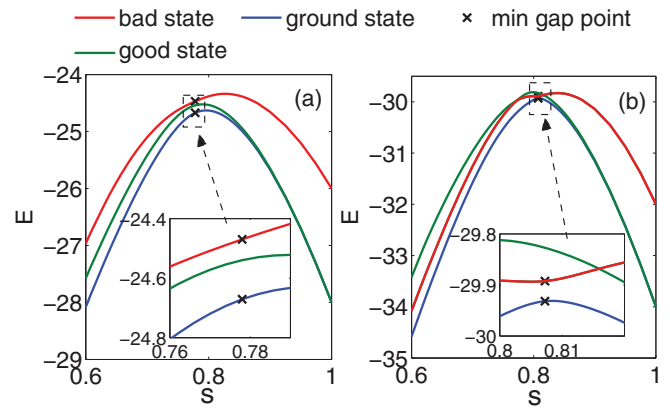 bad state ground state × min gap point
good state
(a)
−24
−25
−26
−27
−28
−29
E
0.6 0.8 1
s
−24.4
−24.6
−24.8
0.76 0.78
(b)
−30
−31
−32
−33
−34
−35
E
0.6 0.8 1
s
−29.8
−29.9
−30
0.8 0.81